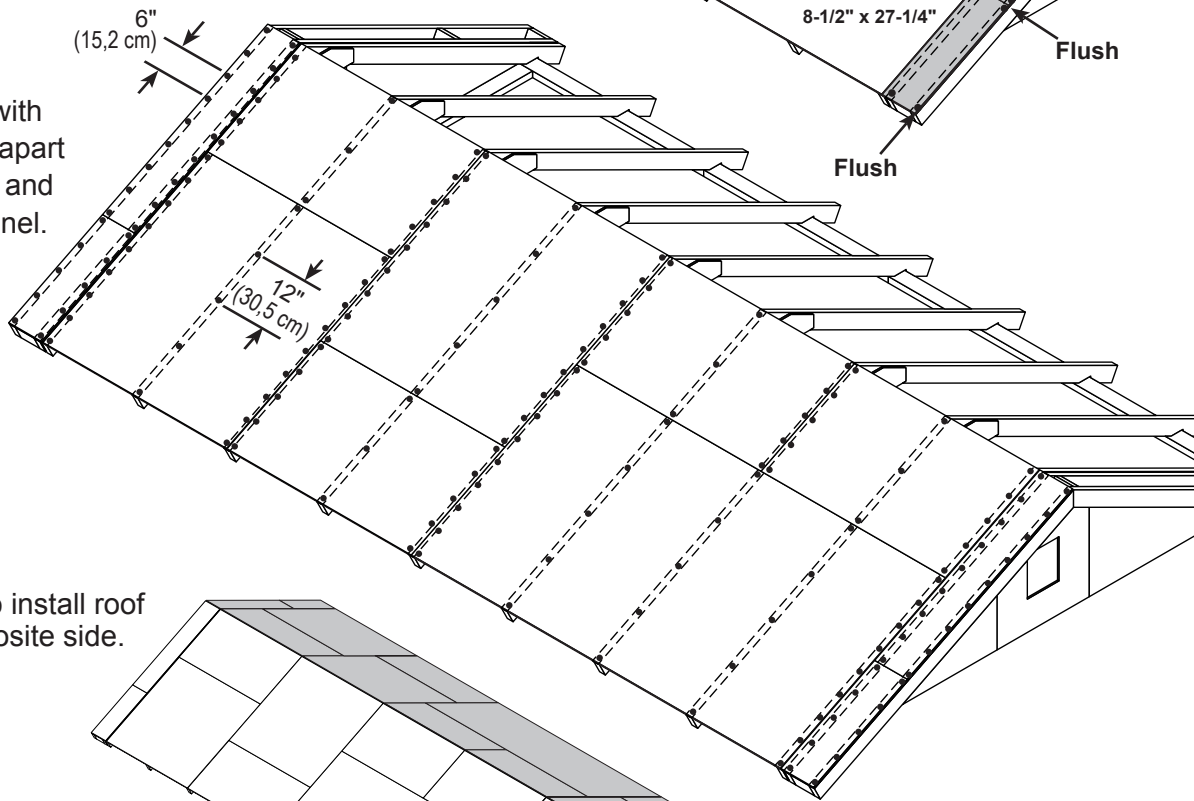 8-1/2" x 27-1/4"
Flush
Flush
6"
(15,2 cm)
with
apart
and
nel.
12"
(30,5 cm)
install roof
osite side.